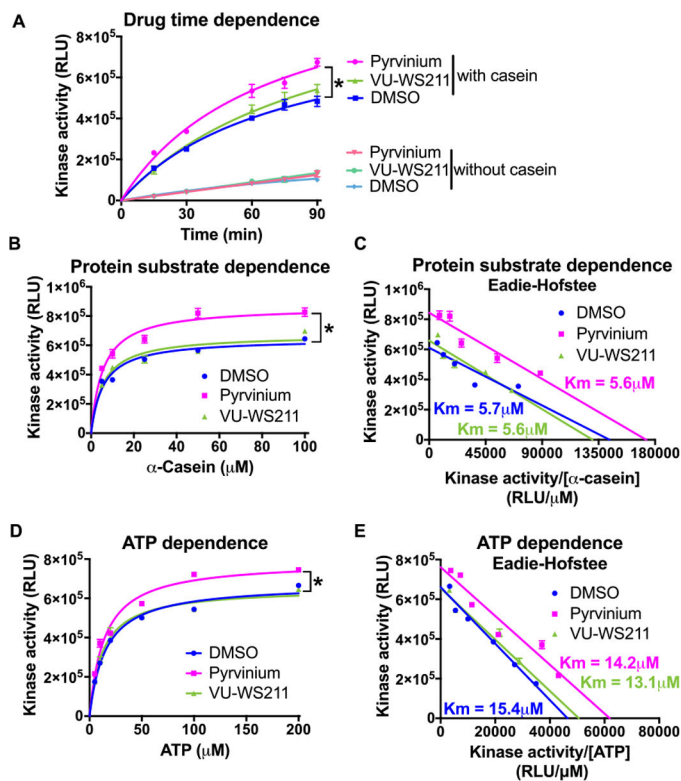 A
Drug time dependence
Kinase activity (RLU)
8×10⁵
6×10⁵
4×10⁵
2×10⁵
0
0 30 60 90
Time (min)
*
Pyrvinium
VU-WS211
DMSO
with casein
Pyrvinium
VU-WS211
DMSO
without casein
B
Protein substrate dependence
Kinase activity (RLU)
1×10⁶
8×10⁵
6×10⁵
4×10⁵
2×10⁵
0
0 20 40 60 80 100
α-Casein (μM)
*
DMSO
Pyrvinium
VU-WS211
C
Protein substrate dependence
Eadie-Hofstee
Kinase activity (RLU)
1×10⁶
8×10⁵
6×10⁵
4×10⁵
2×10⁵
0
0 45000 90000 135000 180000
Kinase activity/[α-casein]
(RLU/μM)
DMSO
Pyrvinium
VU-WS211
Km = 5.6μM
Km = 5.7μM
Km = 5.6μM
D
ATP dependence
Kinase activity (RLU)
8×10⁵
6×10⁵
4×10⁵
2×10⁵
0
0 50 100 150 200
ATP (μM)
*
DMSO
Pyrvinium
VU-WS211
E
ATP dependence
Eadie-Hofstee
Kinase activity (RLU)
8×10⁵
6×10⁵
4×10⁵
2×10⁵
0
0 20000 40000 60000 80000
Kinase activity/[ATP]
(RLU/μM)
DMSO
Pyrvinium
VU-WS211
Km = 14.2μM
Km = 13.1μM
Km = 15.4μM